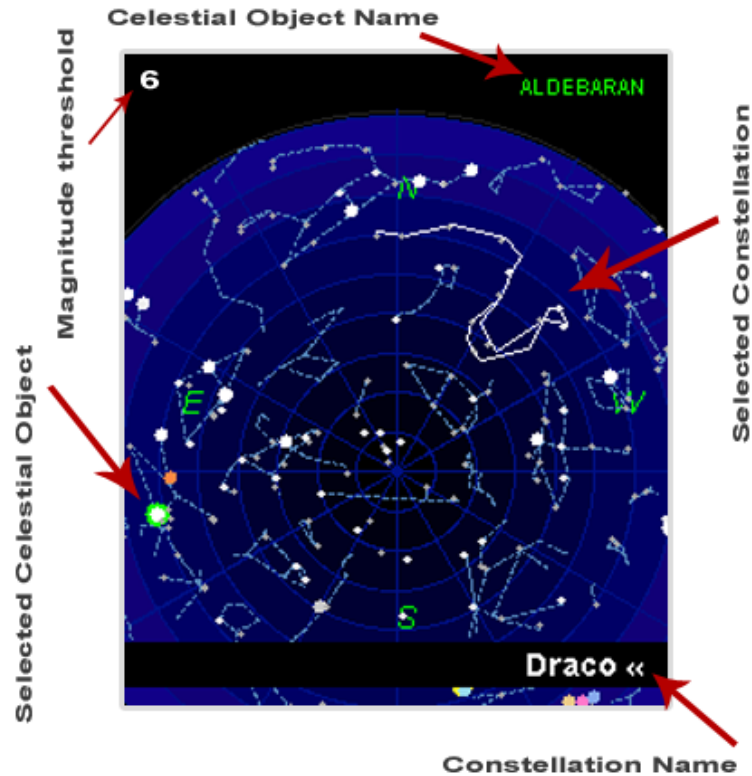 Celestial Object Name
Magnitude threshold
6
ALDEBARAN
N
Selected Constellation
E
W
Selected Celestial Object
S
Draco «
Constellation Name